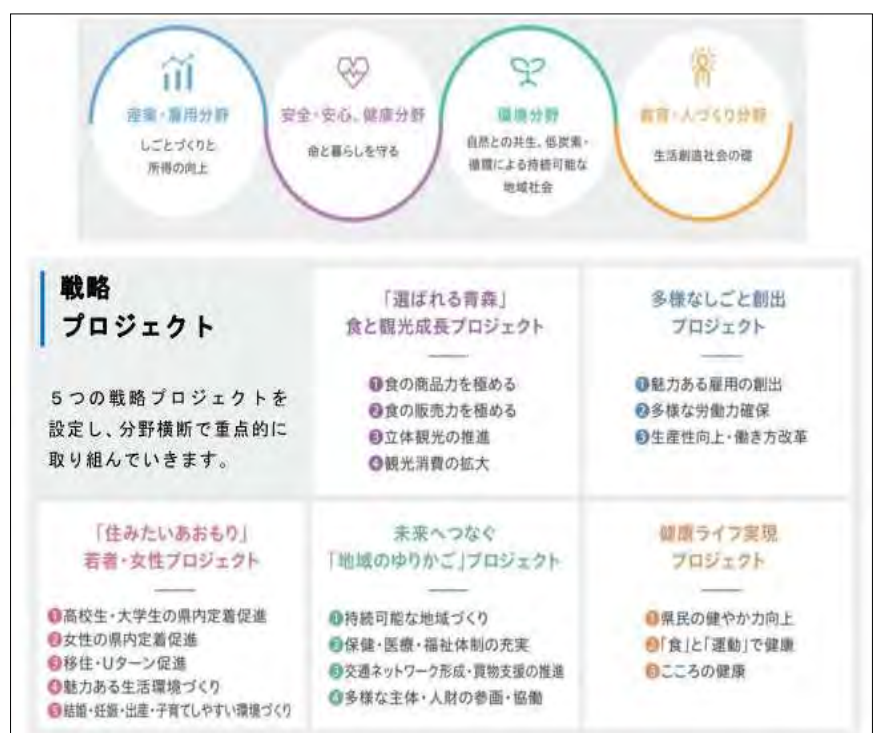 産業・雇用分野
しごとづくりと
所得の向上
安全・安心、健康分野
命と暮らしを守る
環境分野
自然との共生、低炭素・
循環による持続可能な
地域社会
教育・人づくり分野
生活創造社会の礎
戦略
プロジェクト
5つの戦略プロジェクトを
設定し、分野横断で重点的に
取り組んでいきます。
「選ばれる青森」
食と観光成長プロジェクト
❶食の商品力を極める
❷食の販売力を極める
❸立体観光の推進
❹観光消費の拡大
多様なしごと創出
プロジェクト
❶魅力ある雇用の創出
❷多様な労働力確保
❸生産性向上・働き方改革
「住みたいあおもり」
若者・女性プロジェクト
❶高校生・大学生の県内定着促進
❷女性の県内定着促進
❸移住・Uターン促進
❹魅力ある生活環境づくり
❺結婚・妊娠・出産・子育てしやすい環境づくり
未来へつなぐ
「地域のゆりかご」プロジェクト
❶持続可能な地域づくり
❷保健・医療・福祉体制の充実
❸交通ネットワーク形成・買物支援の推進
❹多様な主体・人財の参画・協働
健康ライフ実現
プロジェクト
❶県民の健やか力向上
❷「食」と「運動」で健康
❸こころの健康